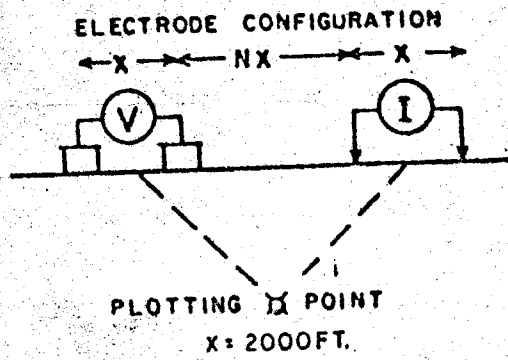 ELECTRODE CONFIGURATION
X NX X
V I
PLOTTING POINT
X = 2000FT.